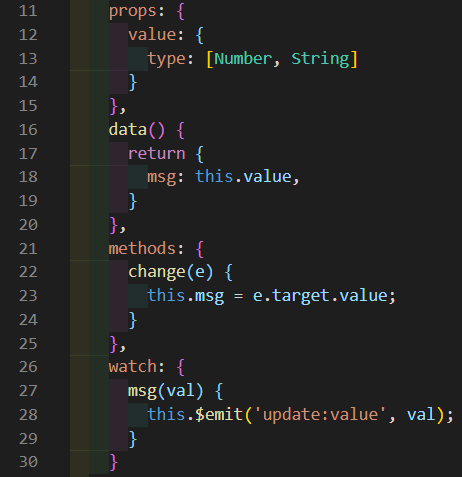 11 props: {
12 value: {
13 type: [Number, String]
14 }
15 },
16 data() {
17 return {
18 msg: this.value,
19 }
20 },
21 methods: {
22 change(e) {
23 this.msg = e.target.value;
24 }
25 },
26 watch: {
27 msg(val) {
28 this.$emit('update:value', val);
29 }
30 }